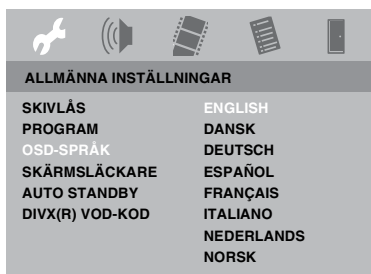 ALLMÄNNA INSTÄLLNINGAR
SKIVLÅS
PROGRAM
OSD-SPRÅK
SKÄRMSLÄCKARE
AUTO STANDBY
DIVX(R) VOD-KOD
ENGLISH
DANSK
DEUTSCH
ESPAÑOL
FRANÇAIS
ITALIANO
NEDERLANDS
NORSK